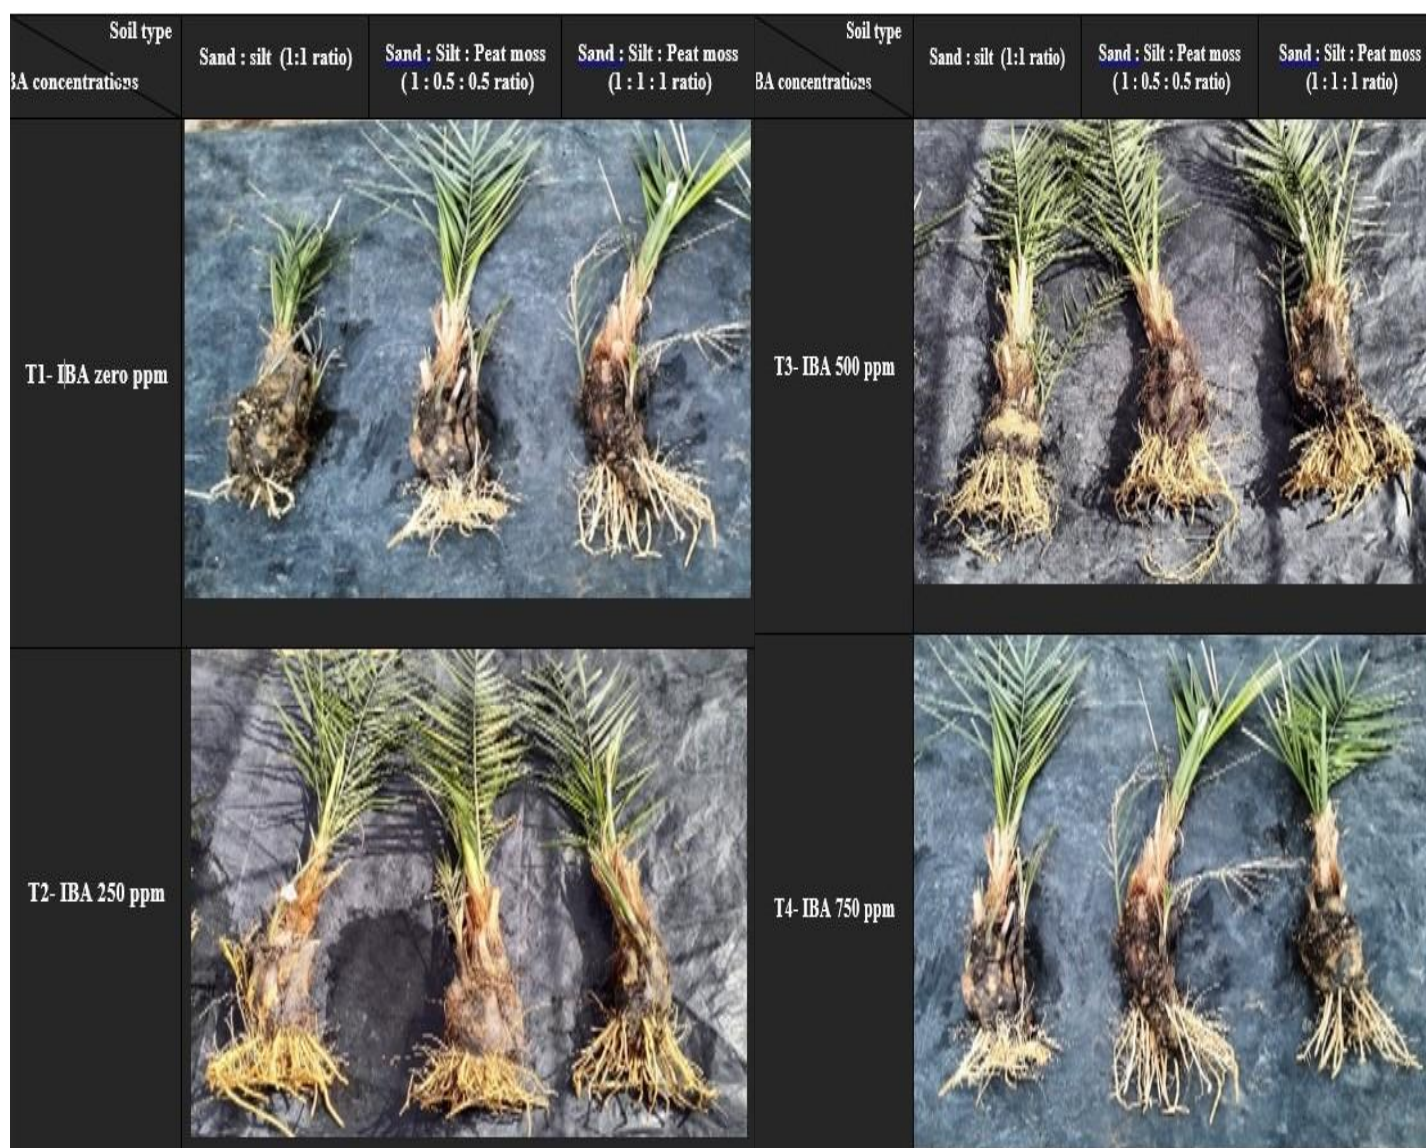 Soil type
BA concentrations
Sand : silt (1:1 ratio)
Sand : Silt : Peat moss
( 1 : 0.5 : 0.5 ratio)
Sand : Silt : Peat moss
(1 : 1 : 1 ratio)
Soil type
BA concentrations
Sand : silt (1:1 ratio)
Sand : Silt : Peat moss
( 1 : 0.5 : 0.5 ratio)
Sand : Silt : Peat moss
(1 : 1 : 1 ratio)
T1- IBA zero ppm
T3- IBA 500 ppm
T2- IBA 250 ppm
T4- IBA 750 ppm